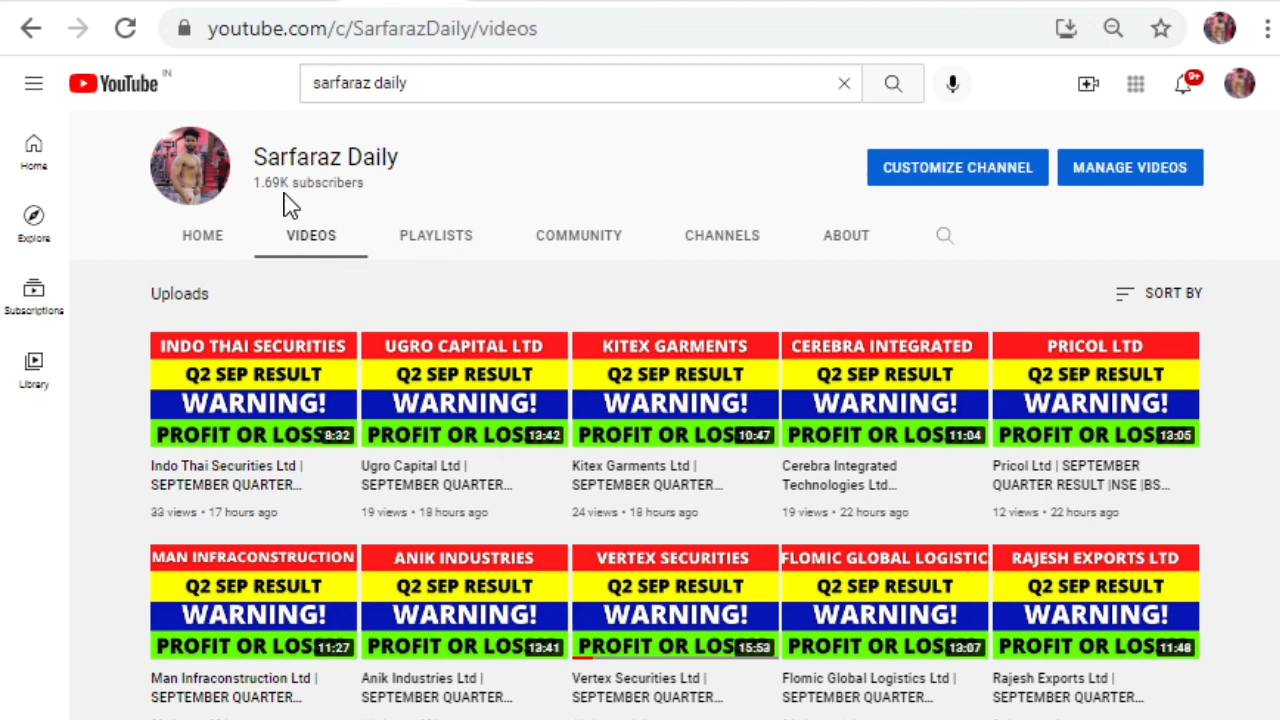 youtube.com/c/SarfarazDaily/videos
YouTube IN
sarfaraz daily
9+
Home
Explore
Subscriptions
Library
Sarfaraz Daily
1.69K subscribers
CUSTOMIZE CHANNEL
MANAGE VIDEOS
HOME VIDEOS PLAYLISTS COMMUNITY CHANNELS ABOUT
Uploads
SORT BY
INDO THAI SECURITIES
Q2 SEP RESULT
WARNING!
PROFIT OR LOSS 8:32
Indo Thai Securities Ltd |
SEPTEMBER QUARTER...
33 views • 17 hours ago
UGRO CAPITAL LTD
Q2 SEP RESULT
WARNING!
PROFIT OR LOS 13:42
Ugro Capital Ltd |
SEPTEMBER QUARTER...
19 views • 18 hours ago
KITEX GARMENTS
Q2 SEP RESULT
WARNING!
PROFIT OR LOS 10:47
Kitex Garments Ltd |
SEPTEMBER QUARTER...
24 views • 18 hours ago
CEREBRA INTEGRATED
Q2 SEP RESULT
WARNING!
PROFIT OR LOS 11:04
Cerebra Integrated
Technologies Ltd...
19 views • 22 hours ago
PRICOL LTD
Q2 SEP RESULT
WARNING!
PROFIT OR LOS 13:05
Pricol Ltd | SEPTEMBER
QUARTER RESULT |NSE |BS...
12 views • 22 hours ago
MAN INFRACONSTRUCTION
Q2 SEP RESULT
WARNING!
PROFIT OR LOS 11:27
Man Infraconstruction Ltd |
SEPTEMBER QUARTER...
ANIK INDUSTRIES
Q2 SEP RESULT
WARNING!
PROFIT OR LOS 13:41
Anik Industries Ltd |
SEPTEMBER QUARTER...
VERTEX SECURITIES
Q2 SEP RESULT
WARNING!
PROFIT OR LOS 15:53
Vertex Securities Ltd |
SEPTEMBER QUARTER...
FLOMIC GLOBAL LOGISTIC
Q2 SEP RESULT
WARNING!
PROFIT OR LOS 13:07
Flomic Global Logistics Ltd |
SEPTEMBER QUARTER...
RAJESH EXPORTS LTD
Q2 SEP RESULT
WARNING!
PROFIT OR LOS 11:48
Rajesh Exports Ltd |
SEPTEMBER QUARTER...